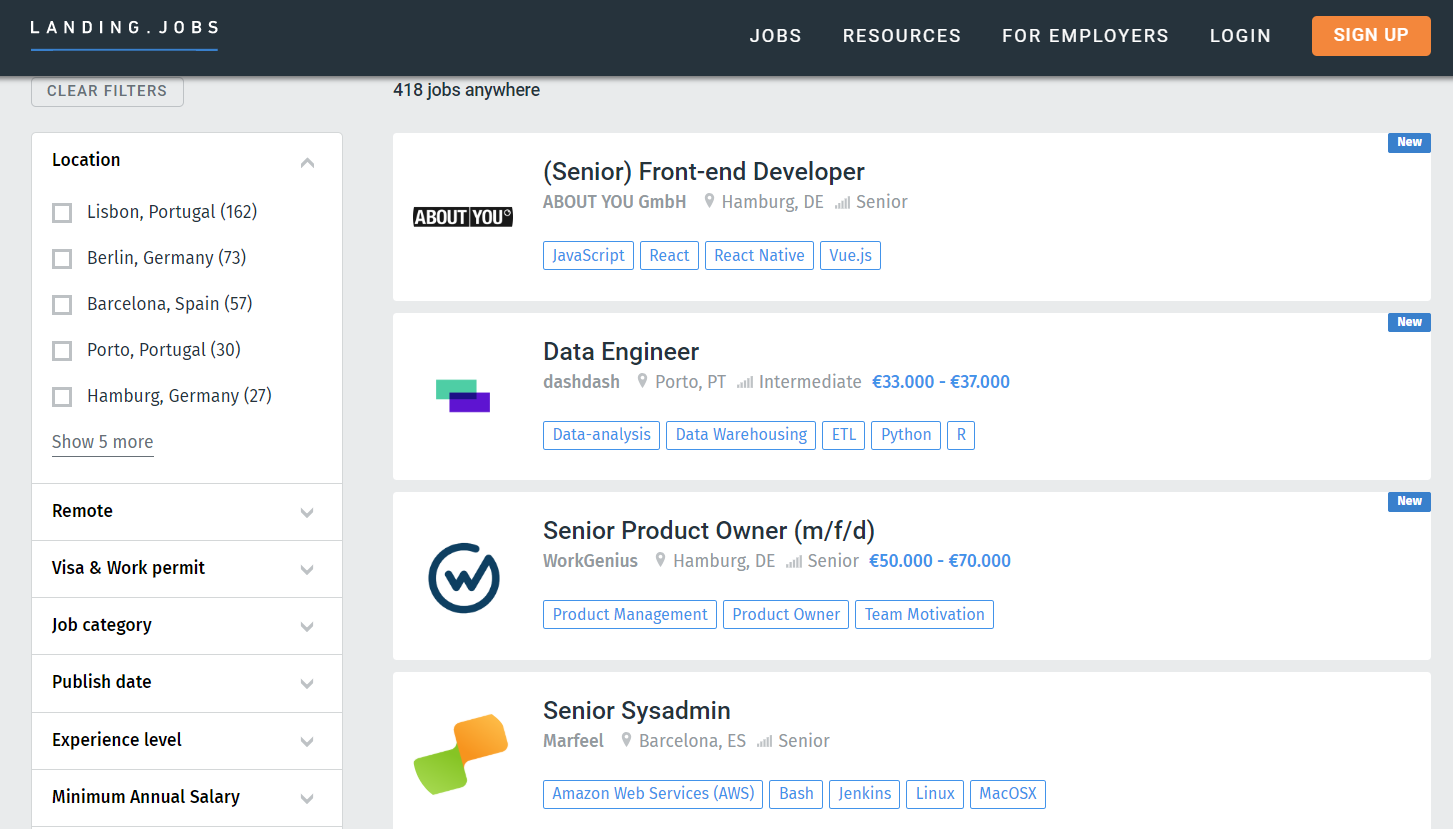 LANDING.JOBS
JOBS RESOURCES FOR EMPLOYERS LOGIN SIGN UP
CLEAR FILTERS
418 jobs anywhere
Location
Lisbon, Portugal (162)
Berlin, Germany (73)
Barcelona, Spain (57)
Porto, Portugal (30)
Hamburg, Germany (27)
Show 5 more
Remote
Visa & Work permit
Job category
Publish date
Experience level
Minimum Annual Salary
New
ABOUT YOU°
(Senior) Front-end Developer
ABOUT YOU GmbH Hamburg, DE Senior
JavaScript React React Native Vue.js
New
Data Engineer
dashdash Porto, PT Intermediate €33.000 - €37.000
Data-analysis Data Warehousing ETL Python R
New
Senior Product Owner (m/f/d)
WorkGenius Hamburg, DE Senior €50.000 - €70.000
Product Management Product Owner Team Motivation
Senior Sysadmin
Marfeel Barcelona, ES Senior
Amazon Web Services (AWS) Bash Jenkins Linux MacOSX